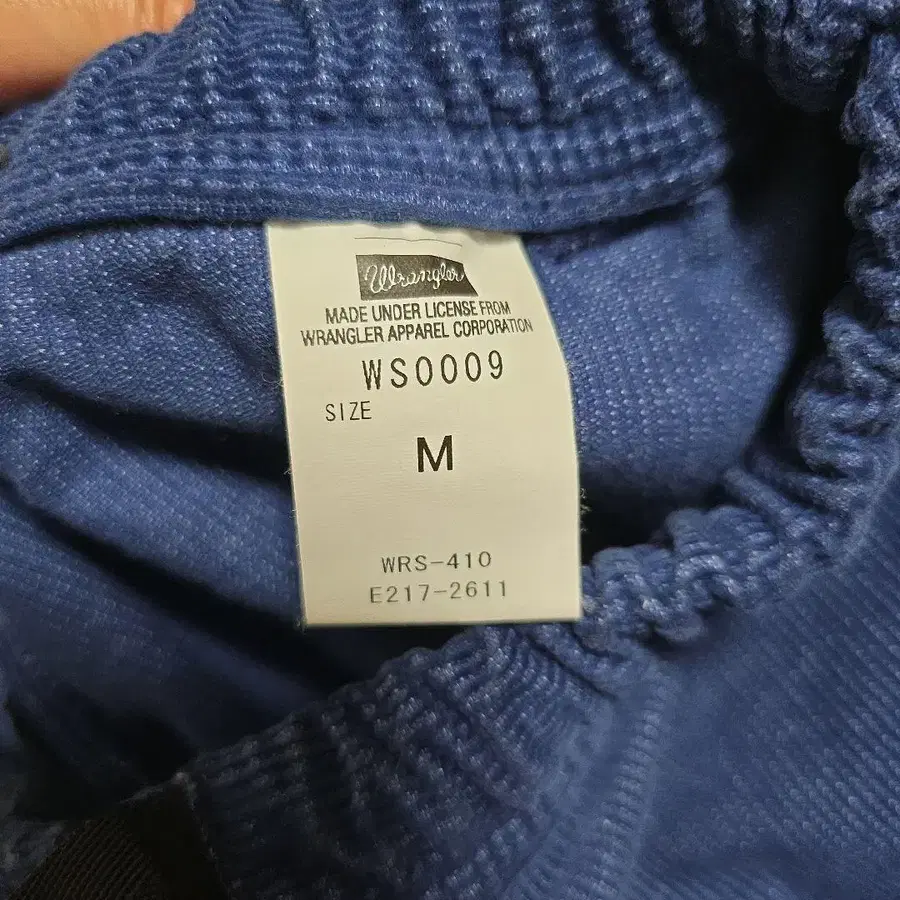 Wrangler
MADE UNDER LICENSE FROM
WRANGLER APPAREL CORPORATION
WS0009
SIZE
M
WRS-410
E217-2611